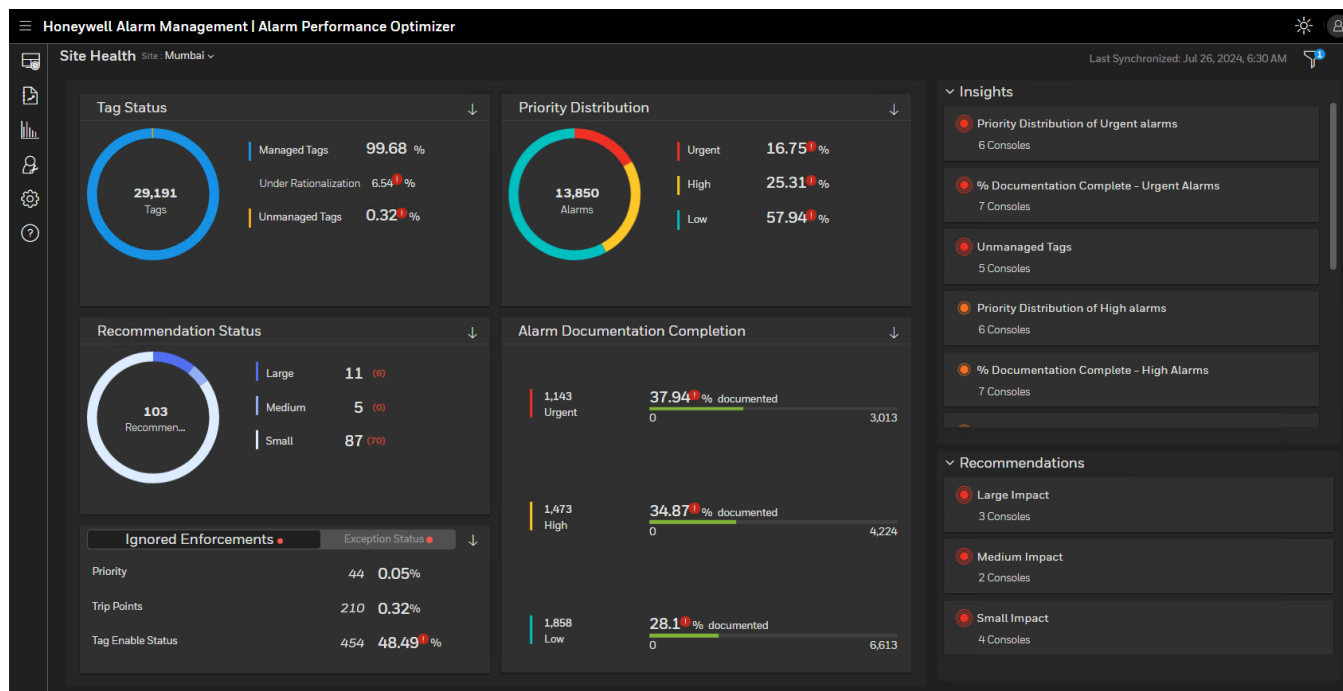 Honeywell Alarm Management | Alarm Performance Optimizer
Site Health Site : Mumbai
Last Synchronized: Jul 26, 2024, 6:30 AM
1
Tag Status
29,191
Tags
Managed Tags 99.68 %
Under Rationalization 6.54! %
Unmanaged Tags 0.32! %
Priority Distribution
13,850
Alarms
Urgent 16.75! %
High 25.31! %
Low 57.94! %
Recommendation Status
103
Recommen...
Large 11 (6)
Medium 5 (0)
Small 87 (70)
Alarm Documentation Completion
1,143 37.94! % documented
Urgent 0 3,013
1,473 34.87! % documented
High 0 4,224
1,858 28.1! % documented
Low 0 6,613
Ignored Enforcements Exception Status
Priority 44 0.05%
Trip Points 210 0.32%
Tag Enable Status 454 48.49! %
Insights
Priority Distribution of Urgent alarms
6 Consoles
% Documentation Complete - Urgent Alarms
7 Consoles
Unmanaged Tags
5 Consoles
Priority Distribution of High alarms
6 Consoles
% Documentation Complete - High Alarms
7 Consoles
Recommendations
Large Impact
3 Consoles
Medium Impact
2 Consoles
Small Impact
4 Consoles